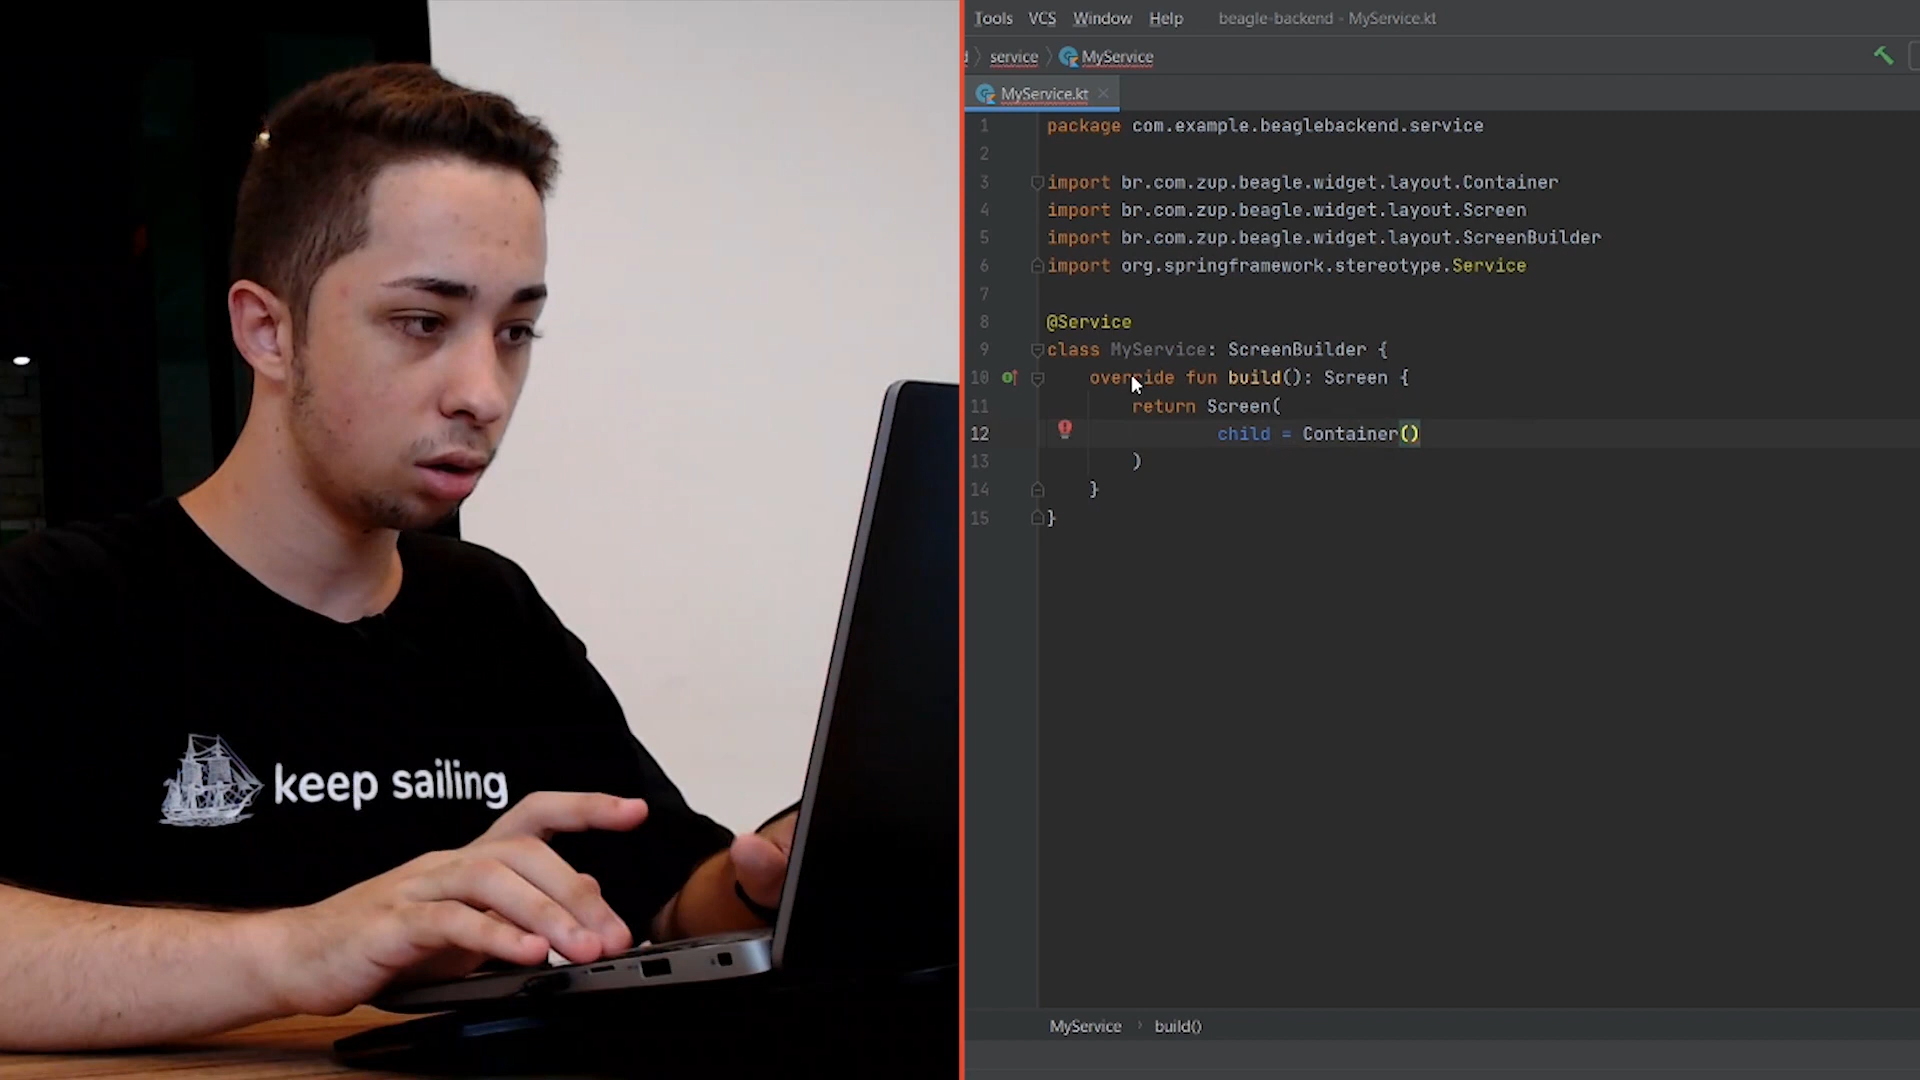 keep sailing
Tools VCS Window Help beagle-backend - MyService.kt
service MyService
MyService.kt
1 package com.example.beaglebackend.service
2
3 import br.com.zup.beagle.widget.layout.Container
4 import br.com.zup.beagle.widget.layout.Screen
5 import br.com.zup.beagle.widget.layout.ScreenBuilder
6 import org.springframework.stereotype.Service
7
8 @Service
9 class MyService: ScreenBuilder {
10 override fun build(): Screen {
11 return Screen(
12 child = Container()
13 )
14 }
15 }
MyService › build()